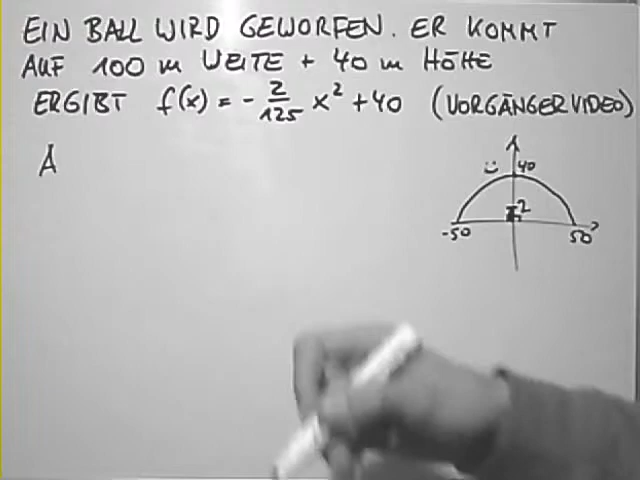 EIN BALL WIRD GEWORFEN. ER KOMMT
AUF 100 m WEITE + 40 m HÖHE
ERGIBT f(x) = - 2/125 x² + 40 (VORGÄNGERVIDEO)
A
40
2
-50
50